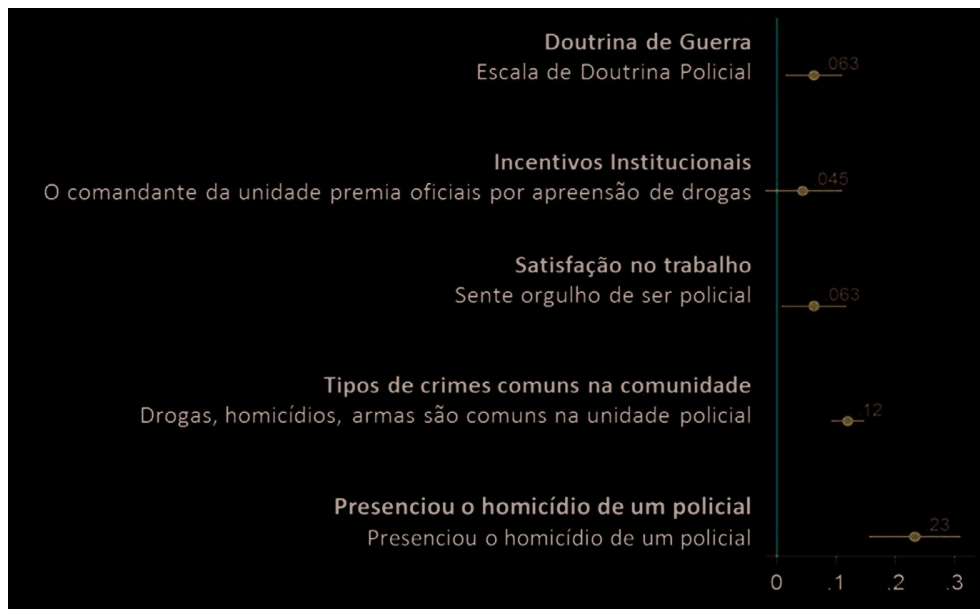 Doutrina de Guerra
Escala de Doutrina Policial
.063
Incentivos Institucionais
O comandante da unidade premia oficiais por apreensão de drogas
.045
Satisfação no trabalho
Sente orgulho de ser policial
.063
Tipos de crimes comuns na comunidade
Drogas, homicídios, armas são comuns na unidade policial
.12
Presenciou o homicídio de um policial
Presenciou o homicídio de um policial
.23
0 .1 .2 .3